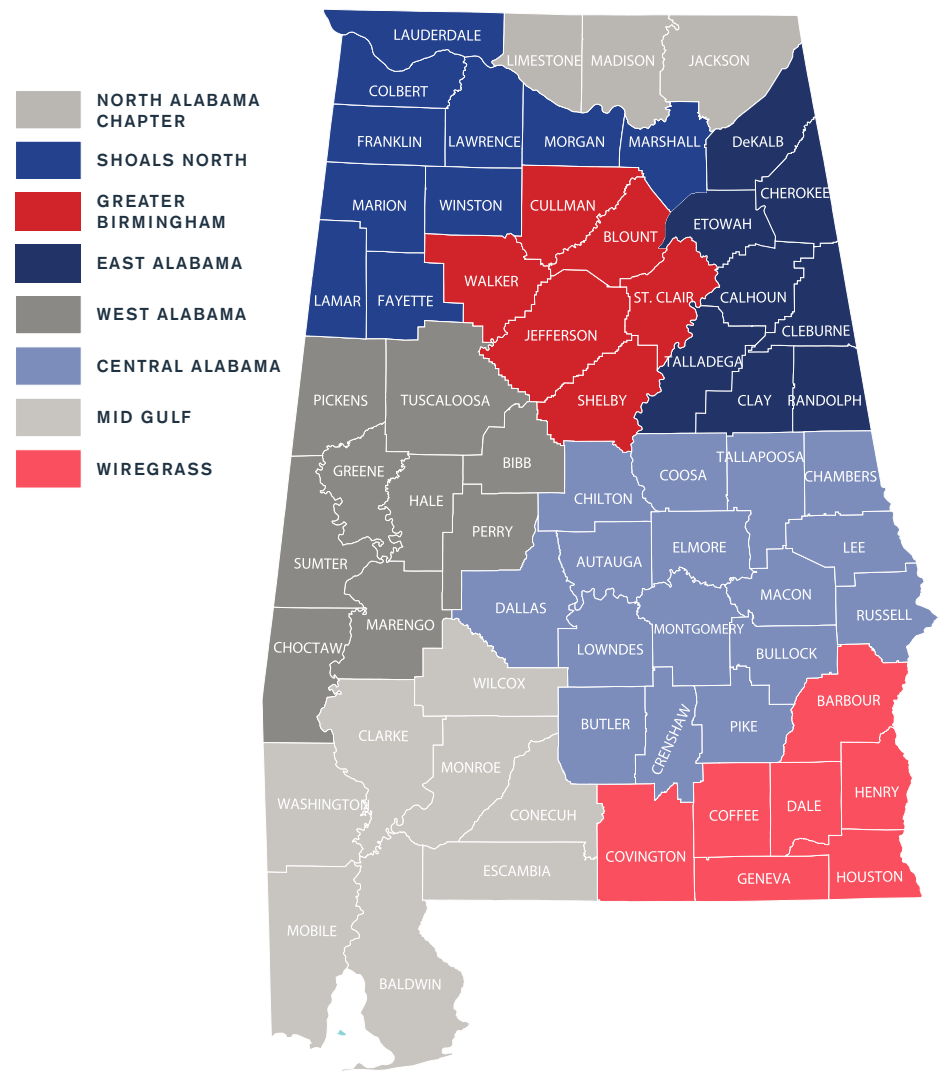 NORTH ALABAMA
CHAPTER
SHOALS NORTH
GREATER
BIRMINGHAM
EAST ALABAMA
WEST ALABAMA
CENTRAL ALABAMA
MID GULF
WIREGRASS
LAUDERDALE
LIMESTONE
MADISON
JACKSON
COLBERT
FRANKLIN
LAWRENCE
MORGAN
MARSHALL
DeKALB
CHEROKEE
MARION
WINSTON
CULLMAN
BLOUNT
ETOWAH
LAMAR
FAYETTE
WALKER
ST. CLAIR
CALHOUN
JEFFERSON
CLEBURNE
TALLADEGA
PICKENS
TUSCALOOSA
SHELBY
CLAY
RANDOLPH
GREENE
BIBB
COOSA
TALLAPOOSA
CHAMBERS
HALE
CHILTON
PERRY
SUMTER
AUTAUGA
ELMORE
LEE
MACON
DALLAS
RUSSELL
CHOCTAW
MARENGO
LOWNDES
MONTGOMERY
BULLOCK
WILCOX
BARBOUR
CLARKE
BUTLER
CRENSHAW
PIKE
MONROE
WASHINGTON
CONECUH
COFFEE
DALE
HENRY
COVINGTON
ESCAMBIA
GENEVA
HOUSTON
MOBILE
BALDWIN